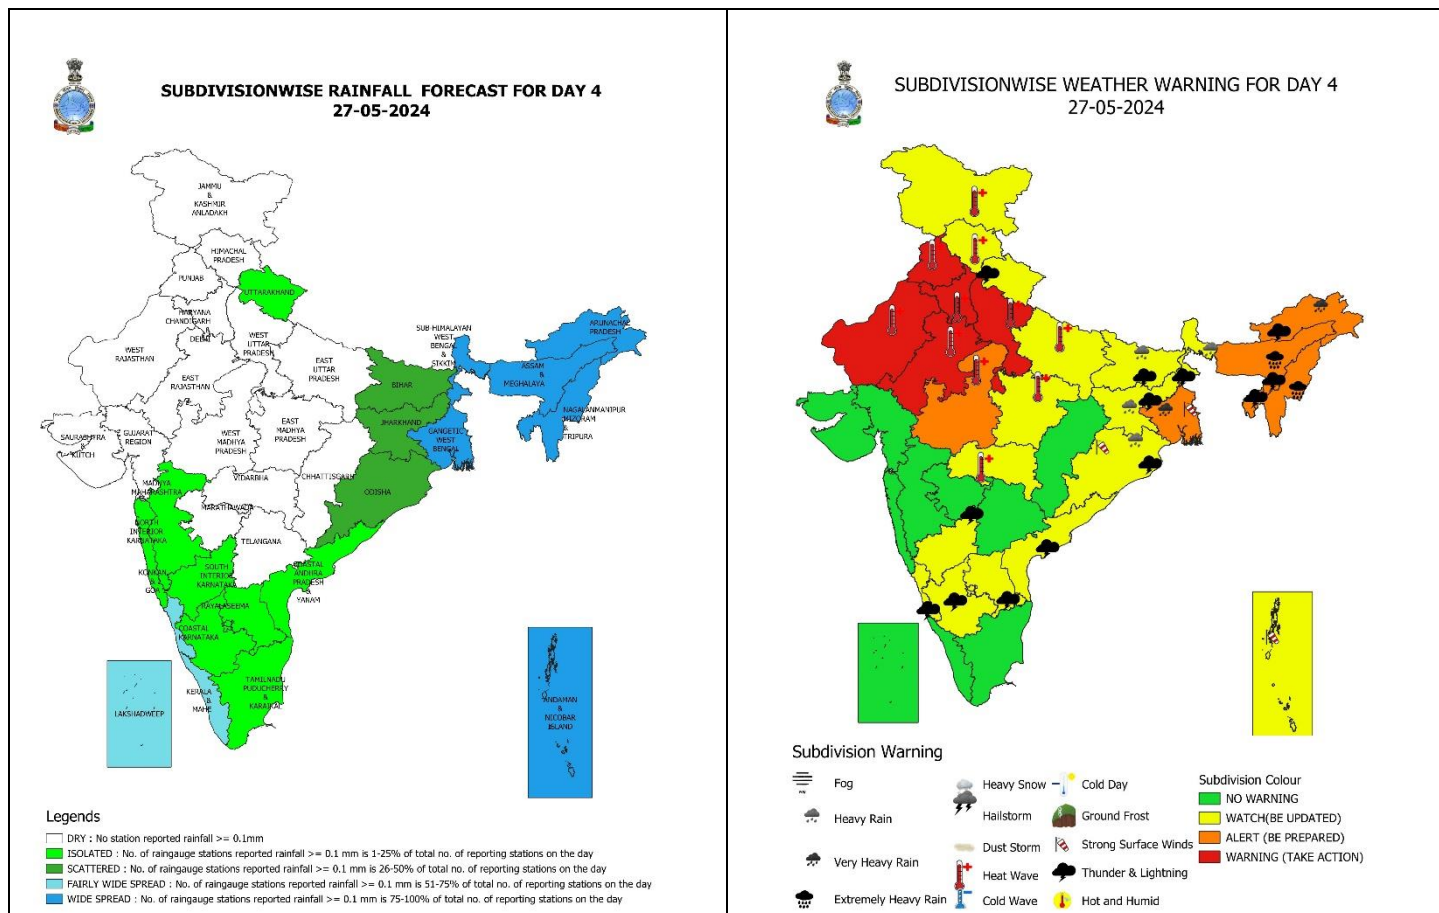 SUBDIVISIONWISE RAINFALL FORECAST FOR DAY 4
27-05-2024
JAMMU
&
KASHMIR
ANLADAKH
HIMACHAL
PRADESH
PUNJAB
UTTARAKHAND
HARYANA
CHANDIGARH
&
DELHI
WEST
UTTAR
PRADESH
WEST
RAJASTHAN
EAST
RAJASTHAN
EAST
UTTAR
PRADESH
SUB-HIMALAYAN
WEST
BENGAL
&
SIKKIM
ARUNACHAL
PRADESH
ASSAM
&
MEGHALAYA
NAGALANMANIPUR
MIZORAM
&
TRIPURA
BIHAR
JHARKHAND
GANGETIC
WEST
BENGAL
SAURASHTRA
&
KUTCH
GUJARAT
REGION
WEST
MADHYA
PRADESH
EAST
MADHYA
PRADESH
CHHATTISGARH
ODISHA
VIDARBHA
MADHYA
MAHARASHTRA
MARATHAWADA
TELANGANA
NORTH
INTERIOR
KARNATAKA
KONKAN
&
GOA
SOUTH
INTERIOR
KARNATAKA
COASTAL
ANDHRA
PRADESH
&
YANAM
RAYALASEEMA
COASTAL
KARNATAKA
KERALA
&
MAHE
TAMILNADU
PUDUCHERRY
&
KARAIKAL
LAKSHADWEEP
ANDAMAN
&
NICOBAR
ISLAND
Legends
DRY : No station reported rainfall >= 0.1mm
ISOLATED : No. of raingauge stations reported rainfall >= 0.1 mm is 1-25% of total no. of reporting stations on the day
SCATTERED : No. of raingauge stations reported rainfall >= 0.1 mm is 26-50% of total no. of reporting stations on the day
FAIRLY WIDE SPREAD : No. of raingauge stations reported rainfall >= 0.1 mm is 51-75% of total no. of reporting stations on the day
WIDE SPREAD : No. of raingauge stations reported rainfall >= 0.1 mm is 75-100% of total no. of reporting stations on the day
SUBDIVISIONWISE WEATHER WARNING FOR DAY 4
27-05-2024
Subdivision Warning
Fog
Heavy Rain
Very Heavy Rain
Extremely Heavy Rain
Heavy Snow
Hailstorm
Dust Storm
Heat Wave
Cold Wave
Cold Day
Ground Frost
Strong Surface Winds
Thunder & Lightning
Hot and Humid
Subdivision Colour
NO WARNING
WATCH(BE UPDATED)
ALERT (BE PREPARED)
WARNING (TAKE ACTION)